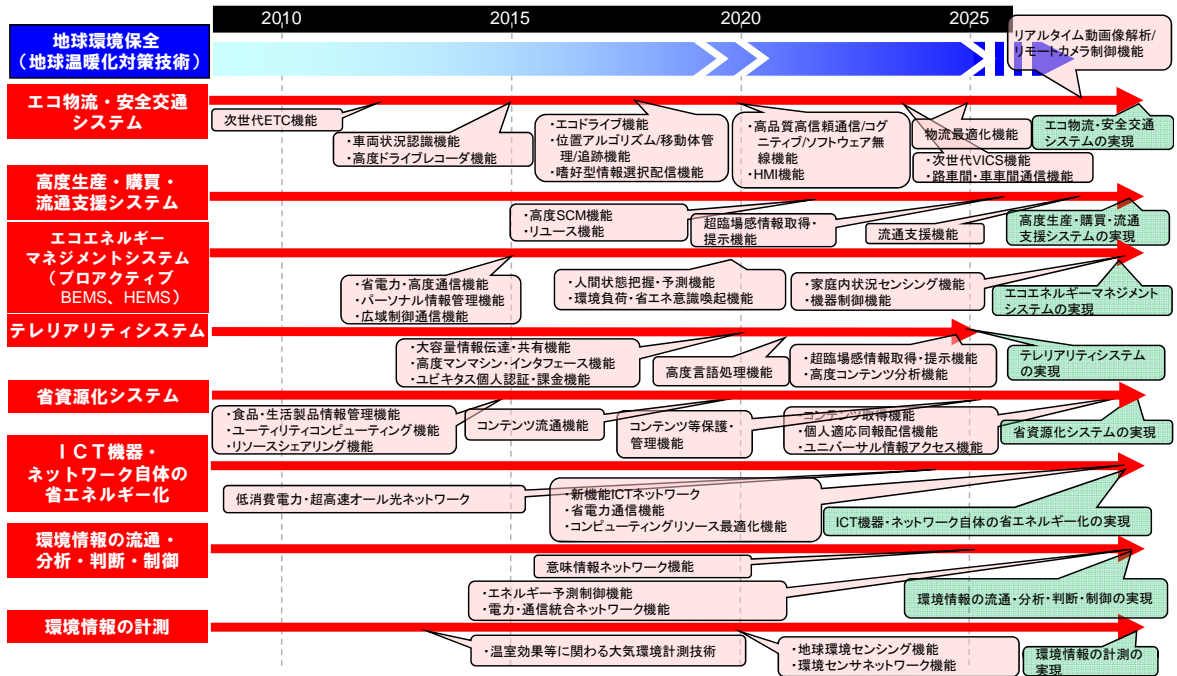 2010
2015
2020
2025
地球環境保全
（地球温暖化対策技術）
リアルタイム動画像解析/
リモートカメラ制御機能
エコ物流・安全交通
システム
次世代ETC機能
・車両状況認識機能
・高度ドライブレコーダ機能
・エコドライブ機能
・位置アルゴリズム/移動体管
理/追跡機能
・嗜好型情報選択配信機能
・高品質高信頼通信/コグ
ニティブ/ソフトウェア無
線機能
・HMI機能
物流最適化機能
・次世代VICS機能
・路車間・車車間通信機能
エコ物流・安全交通
システムの実現
高度生産・購買・
流通支援システム
・高度SCM機能
・リユース機能
超臨場感情報取得・
提示機能
流通支援機能
高度生産・購買・流通
支援システムの実現
エコエネルギー
マネジメントシステム
（プロアクティブ
BEMS、HEMS）
・省電力・高度通信機能
・パーソナル情報管理機能
・広域制御通信機能
・人間状態把握・予測機能
・環境負荷・省エネ意識喚起機能
・家庭内状況センシング機能
・機器制御機能
エコエネルギーマネジメント
システムの実現
テレリアリティシステム
・大容量情報伝達・共有機能
・高度マンマシン・インタフェース機能
・ユビキタス個人認証・課金機能
高度言語処理機能
・超臨場感情報取得・提示機能
・高度コンテンツ分析機能
テレリアリティシステム
の実現
省資源化システム
・食品・生活製品情報管理機能
・ユーティリティコンピューティング機能
・リソースシェアリング機能
コンテンツ流通機能
コンテンツ等保護・
管理機能
・コンテンツ取得機能
・個人適応同報配信機能
・ユニバーサル情報アクセス機能
省資源化システムの実現
ＩＣＴ機器・
ネットワーク自体の
省エネルギー化
低消費電力・超高速オール光ネットワーク
・新機能ICTネットワーク
・省電力通信機能
・コンピューティングリソース最適化機能
ICT機器・ネットワーク自体の省エネルギー化の実現
環境情報の流通・
分析・判断・制御
意味情報ネットワーク機能
・エネルギー予測制御機能
・電力・通信統合ネットワーク機能
環境情報の流通・分析・判断・制御の実現
環境情報の計測
・温室効果等に関わる大気環境計測技術
・地球環境センシング機能
・環境センサネットワーク機能
環境情報の計測の
実現